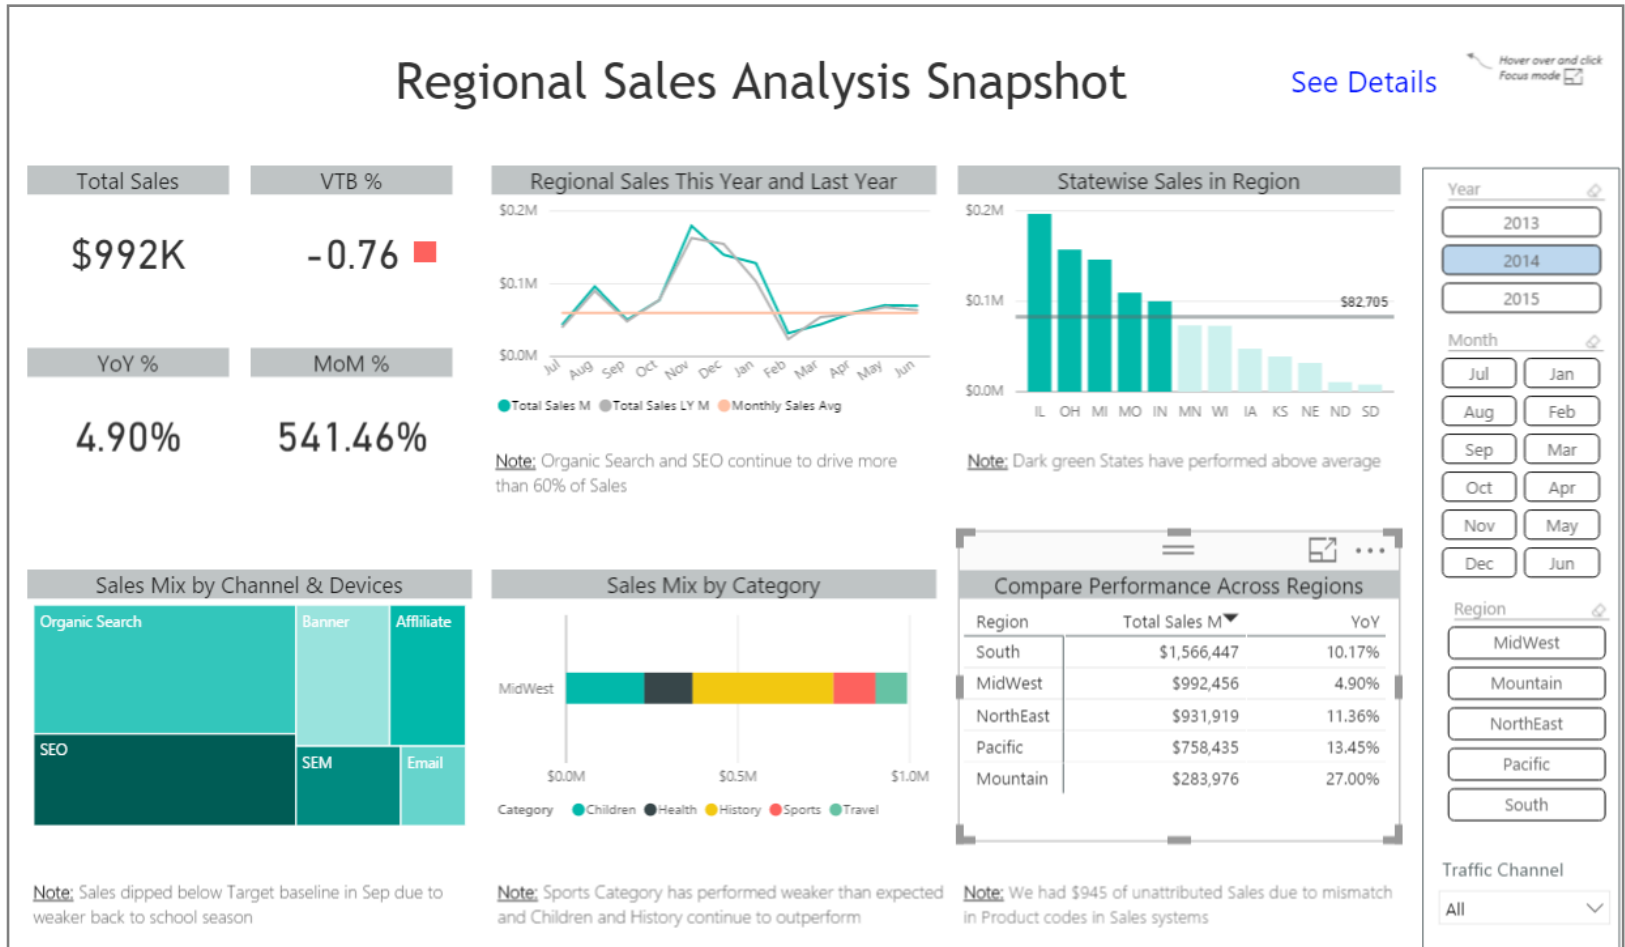 Regional Sales Analysis Snapshot
See Details
Hover over and click
Focus mode
Total Sales
$992K
VTB %
-0.76
YoY %
4.90%
MoM %
541.46%
Regional Sales This Year and Last Year
$0.2M
$0.1M
$0.0M
Jul Aug Sep Oct Nov Dec Jan Feb Mar Apr May Jun
Total Sales M Total Sales LY M Monthly Sales Avg
Note: Organic Search and SEO continue to drive more
than 60% of Sales
Statewise Sales in Region
$0.2M
$0.1M
$82,705
$0.0M
IL OH MI MO IN MN WI IA KS NE ND SD
Note: Dark green States have performed above average
Sales Mix by Channel & Devices
Organic Search
Banner
Affliliate
SEO
SEM
Email
Note: Sales dipped below Target baseline in Sep due to
weaker back to school season
Sales Mix by Category
MidWest
$0.0M $0.5M $1.0M
Category Children Health History Sports Travel
Note: Sports Category has performed weaker than expected
and Children and History continue to outperform
Compare Performance Across Regions
Region Total Sales M YoY
South $1,566,447 10.17%
MidWest $992,456 4.90%
NorthEast $931,919 11.36%
Pacific $758,435 13.45%
Mountain $283,976 27.00%
Note: We had $945 of unattributed Sales due to mismatch
in Product codes in Sales systems
Year
2013
2014
2015
Month
Jul Jan
Aug Feb
Sep Mar
Oct Apr
Nov May
Dec Jun
Region
MidWest
Mountain
NorthEast
Pacific
South
Traffic Channel
All